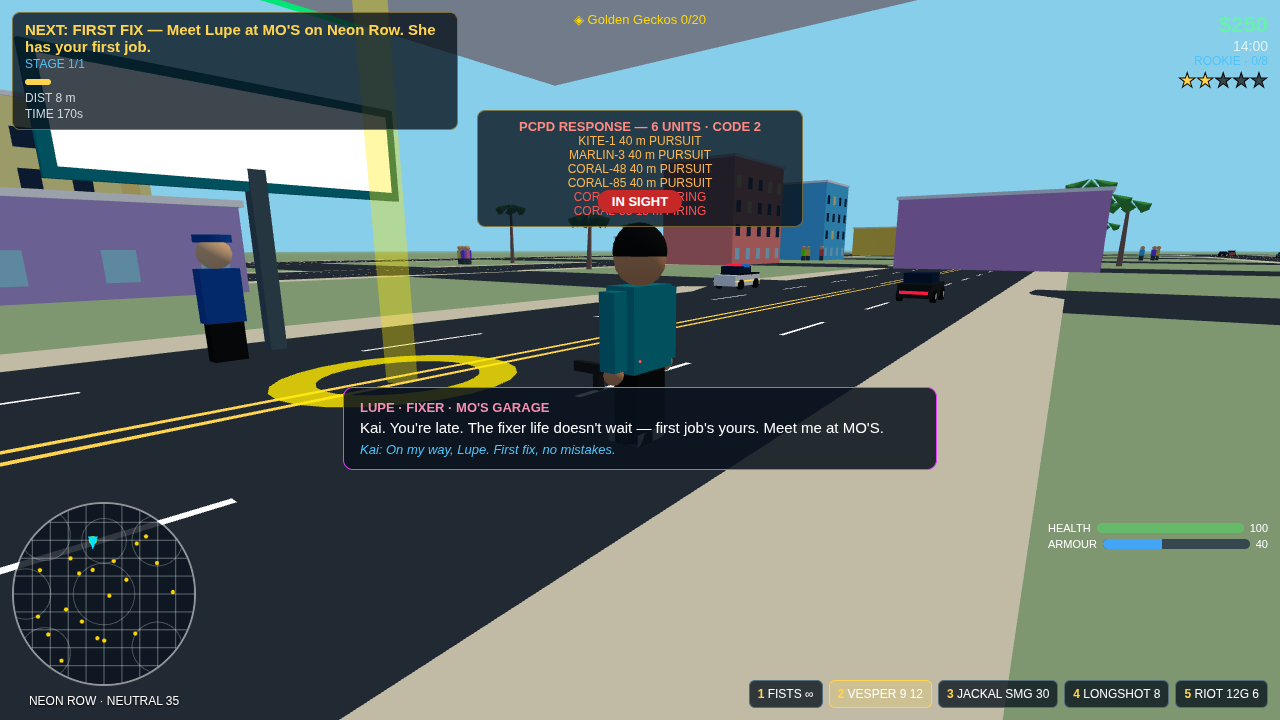 NEXT: FIRST FIX — Meet Lupe at MO'S on Neon Row. She
has your first job.
STAGE 1/1
DIST 8 m
TIME 170s
◈ Golden Geckos 0/20
$250
14:00
ROOKIE · 0/8
PCPD RESPONSE — 6 UNITS · CODE 2
KITE-1 40 m PURSUIT
MARLIN-3 40 m PURSUIT
CORAL-48 40 m PURSUIT
CORAL-85 40 m PURSUIT
IN SIGHT
LUPE · FIXER · MO'S GARAGE
Kai. You're late. The fixer life doesn't wait — first job's yours. Meet me at MO'S.
Kai: On my way, Lupe. First fix, no mistakes.
HEALTH 100
ARMOUR 40
NEON ROW · NEUTRAL 35
1 FISTS ∞
2 VESPER 9 12
3 JACKAL SMG 30
4 LONGSHOT 8
5 RIOT 12G 6